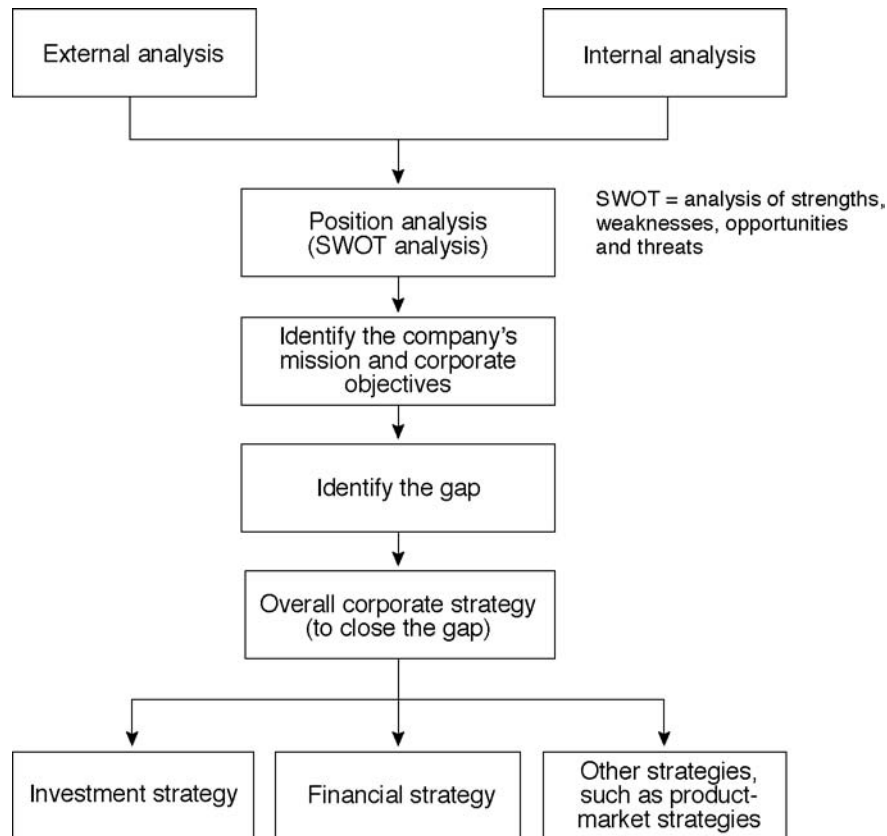 External analysis
Internal analysis
Position analysis
(SWOT analysis)
SWOT = analysis of strengths,
weaknesses, opportunities
and threats
Identify the company's
mission and corporate
objectives
Identify the gap
Overall corporate strategy
(to close the gap)
Investment strategy
Financial strategy
Other strategies,
such as product-
market strategies